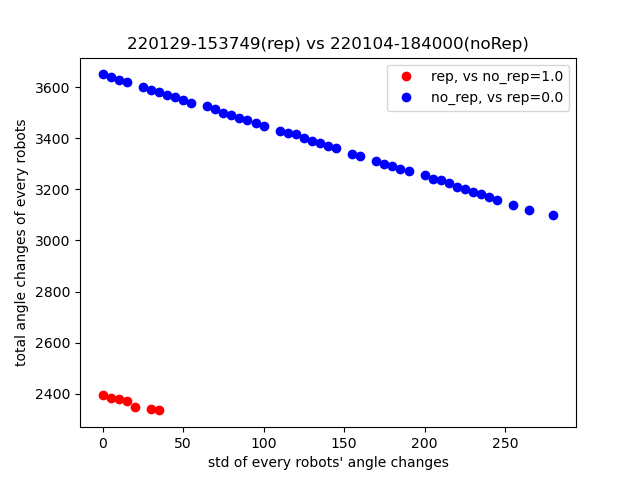 220129-153749(rep) vs 220104-184000(noRep)
rep, vs no_rep=1.0
no_rep, vs rep=0.0
total angle changes of every robots
3600
3400
3200
3000
2800
2600
2400
0 50 100 150 200 250
std of every robots' angle changes